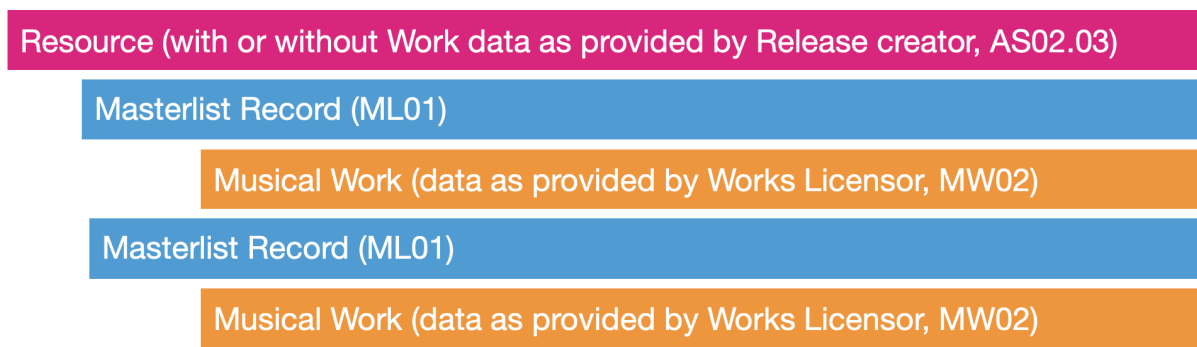 Resource (with or without Work data as provided by Release creator, AS02.03)
Masterlist Record (ML01)
Musical Work (data as provided by Works Licensor, MW02)
Masterlist Record (ML01)
Musical Work (data as provided by Works Licensor, MW02)